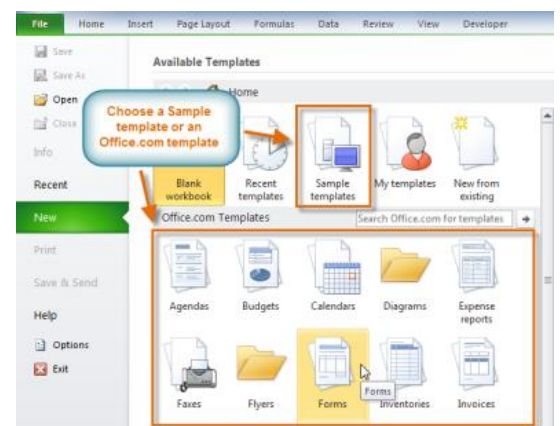 File Home Insert Page Layout Formulas Data Review View Developer
Save
Save As
Open
Close
Info
Recent
New
Print
Save & Send
Help
Options
Exit
Available Templates
Home
Choose a Sample
template or an
Office.com template
Blank
workbook
Recent
templates
Sample
templates
My templates
New from
existing
Office.com Templates
Search Office.com for templates
Agendas
Budgets
Calendars
Diagrams
Expense
reports
Faxes
Flyers
Forms
Forms
Inventories
Invoices